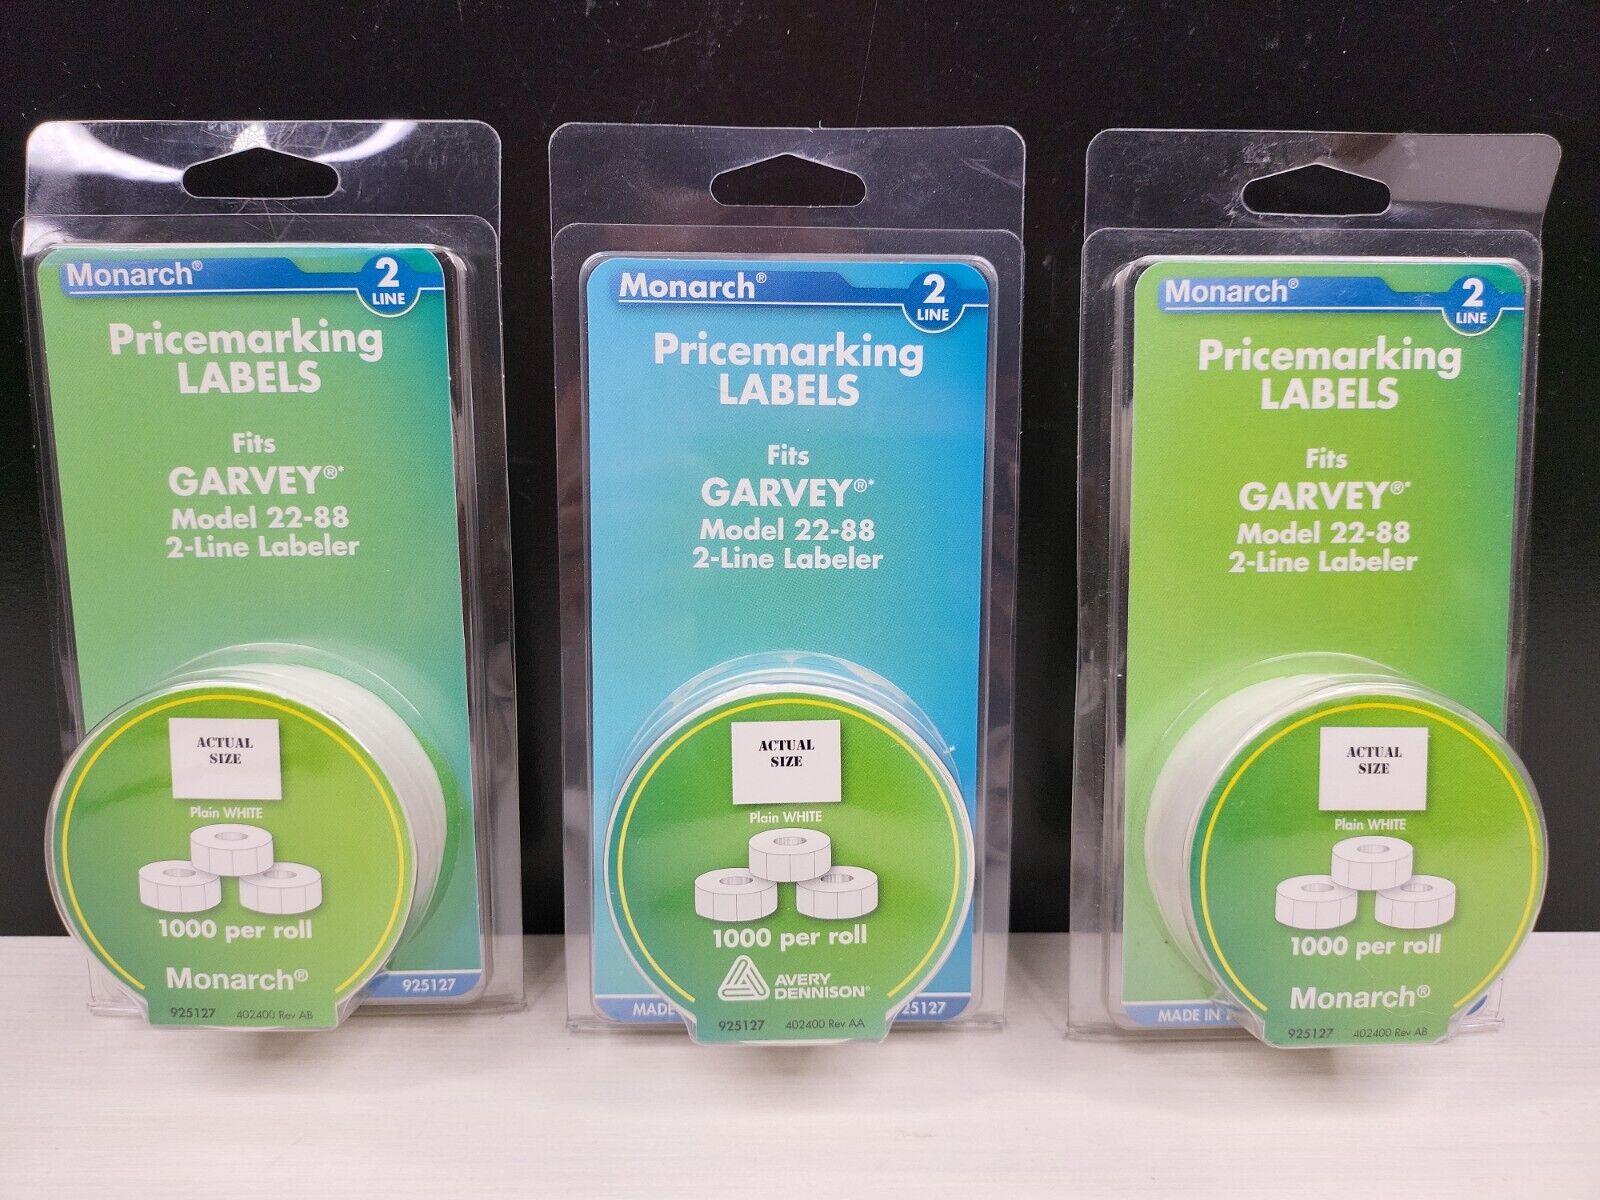 Monarch®
2
LINE
Pricemarking
LABELS
Fits
GARVEY®*
Model 22-88
2-Line Labeler
ACTUAL
SIZE
Plain WHITE
1000 per roll
Monarch®
925127
925127 402400 Rev AB
Monarch®
2
LINE
Pricemarking
LABELS
Fits
GARVEY®*
Model 22-88
2-Line Labeler
ACTUAL
SIZE
Plain WHITE
1000 per roll
AVERY
DENNISON®
MADE
25127
925127 402400 Rev AA
Monarch®
2
LINE
Pricemarking
LABELS
Fits
GARVEY®*
Model 22-88
2-Line Labeler
ACTUAL
SIZE
Plain WHITE
1000 per roll
Monarch®
MADE IN
925127 402400 Rev AB